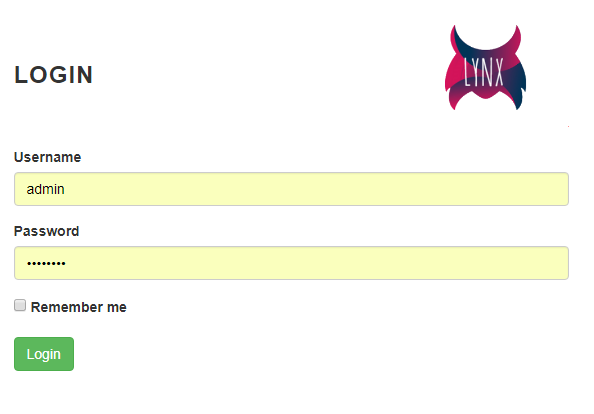 LYNX
LOGIN
Username
admin
Password
••••••••
Remember me
Login